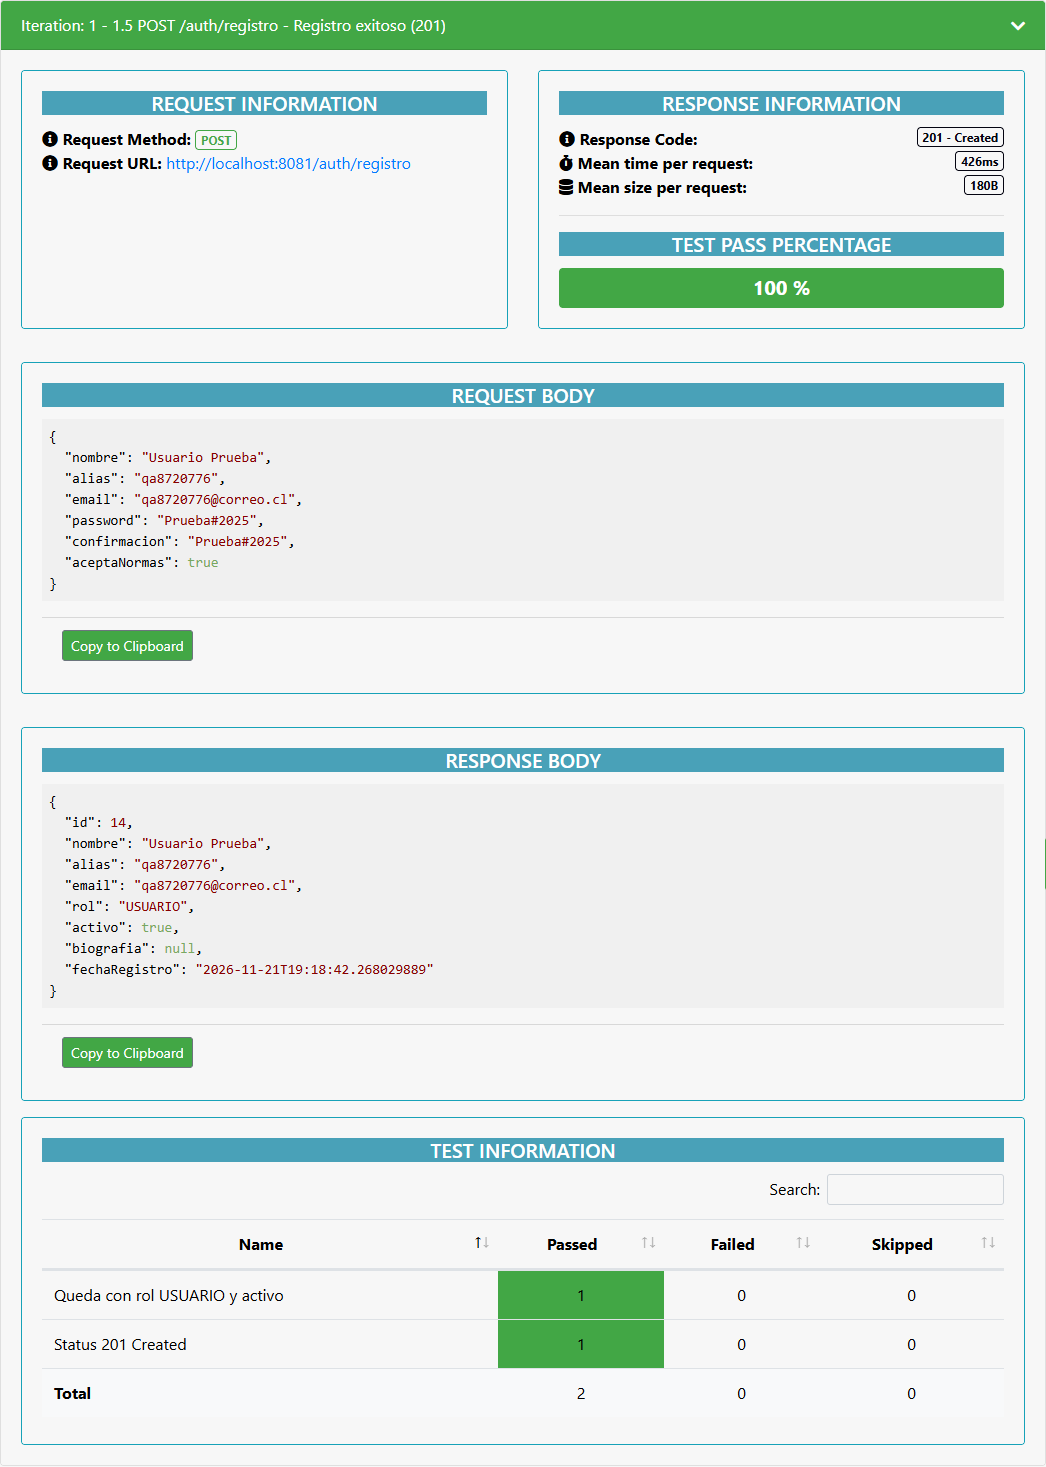 Iteration: 1 - 1.5 POST /auth/registro - Registro exitoso (201)
REQUEST INFORMATION
Request Method: POST
Request URL: http://localhost:8081/auth/registro
RESPONSE INFORMATION
Response Code: 201 - Created
Mean time per request: 426ms
Mean size per request: 180B
TEST PASS PERCENTAGE
100 %
REQUEST BODY
{
  "nombre": "Usuario Prueba",
  "alias": "qa8720776",
  "email": "qa8720776@correo.cl",
  "password": "Prueba#2025",
  "confirmacion": "Prueba#2025",
  "aceptaNormas": true
}
Copy to Clipboard
RESPONSE BODY
{
  "id": 14,
  "nombre": "Usuario Prueba",
  "alias": "qa8720776",
  "email": "qa8720776@correo.cl",
  "rol": "USUARIO",
  "activo": true,
  "biografia": null,
  "fechaRegistro": "2026-11-21T19:18:42.268029889"
}
Copy to Clipboard
TEST INFORMATION
Search:
Name Passed Failed Skipped
Queda con rol USUARIO y activo 1 0 0
Status 201 Created 1 0 0
Total 2 0 0